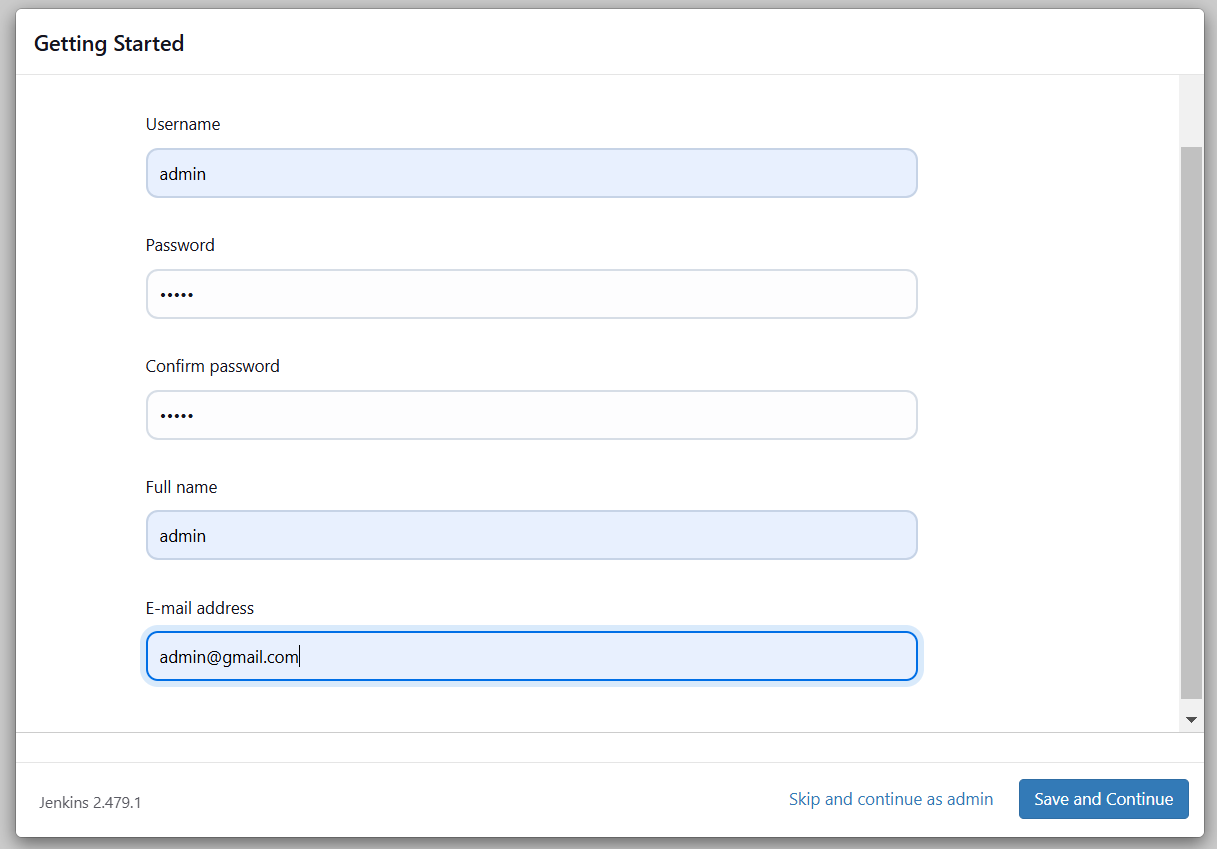 Getting Started
Username
admin
Password
•••••
Confirm password
•••••
Full name
admin
E-mail address
admin@gmail.com
Jenkins 2.479.1
Skip and continue as admin
Save and Continue